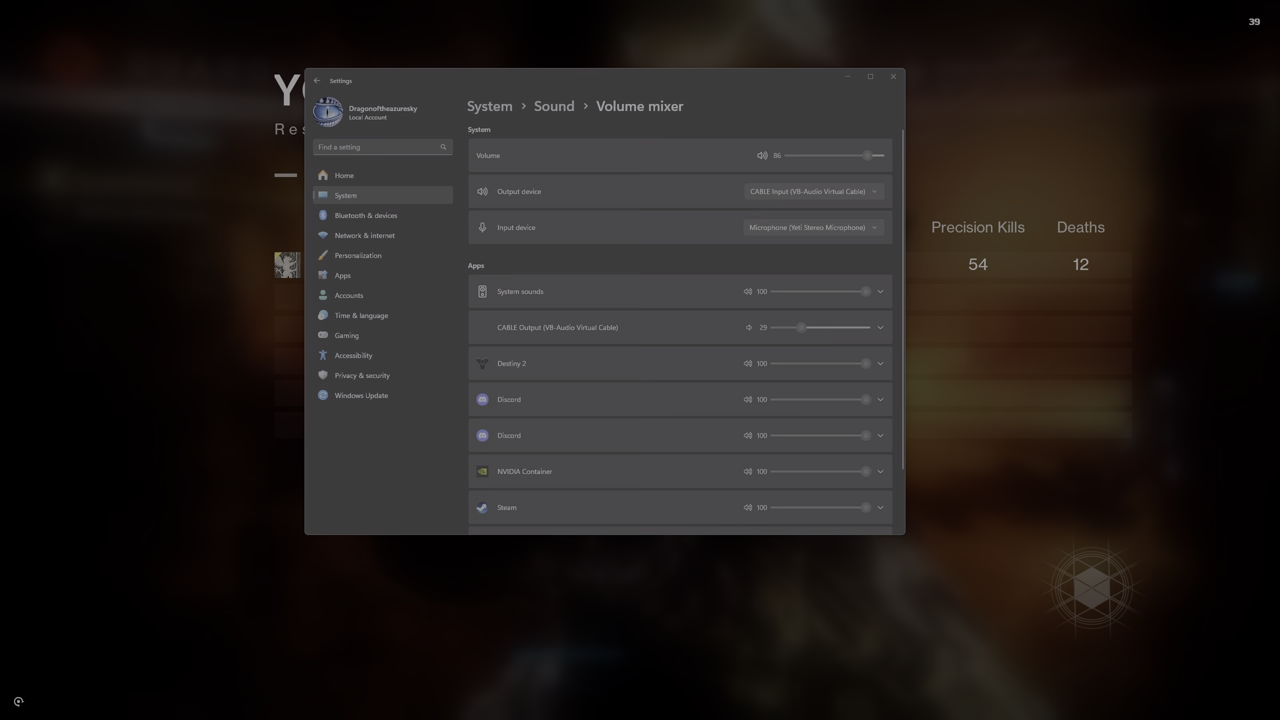 39
Settings
Dragonoftheazuresky
Local Account
Find a setting
Home
System
Bluetooth & devices
Network & internet
Personalization
Apps
Accounts
Time & language
Gaming
Accessibility
Privacy & security
Windows Update
System > Sound > Volume mixer
System
Volume 86
Output device CABLE Input (VB-Audio Virtual Cable)
Input device Microphone (Yeti Stereo Microphone)
Apps
System sounds 100
CABLE Output (VB-Audio Virtual Cable) 29
Destiny 2 100
Discord 100
Discord 100
NVIDIA Container 100
Steam 100
Precision Kills Deaths
54 12